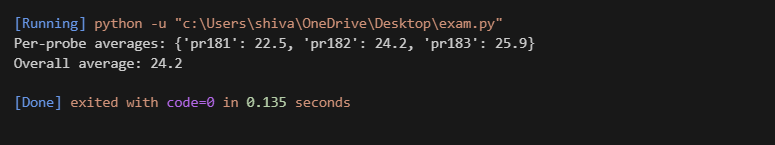 [Running] python -u "c:\Users\shiva\OneDrive\Desktop\exam.py"
Per-probe averages: {'pr181': 22.5, 'pr182': 24.2, 'pr183': 25.9}
Overall average: 24.2
[Done] exited with code=0 in 0.135 seconds